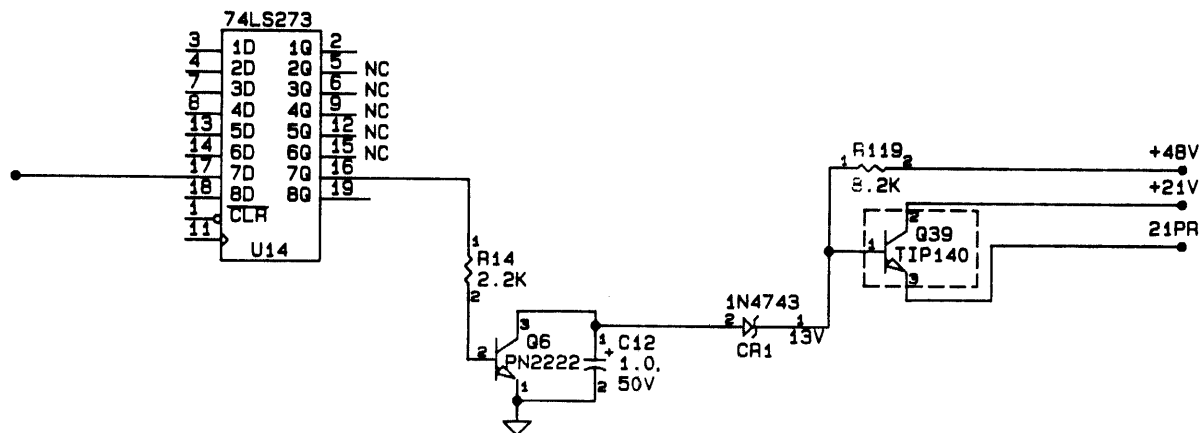 74LS273
3 1D 1Q 2
4 2D 2Q 5 NC
7 3D 3Q 6 NC
8 4D 4Q 9 NC
13 5D 5Q 12 NC
14 6D 6Q 15 NC
17 7D 7Q 16
18 8D 8Q 19
1 CLR
11
U14
1
R14
2.2K
2
3
Q6
2
PN2222
1
1
C12
+
1.0,
50V
2
1N4743
2
1
13V
CR1
R119
1
2
8.2K
+48V
+21V
21PR
2
Q39
1
TIP140
3